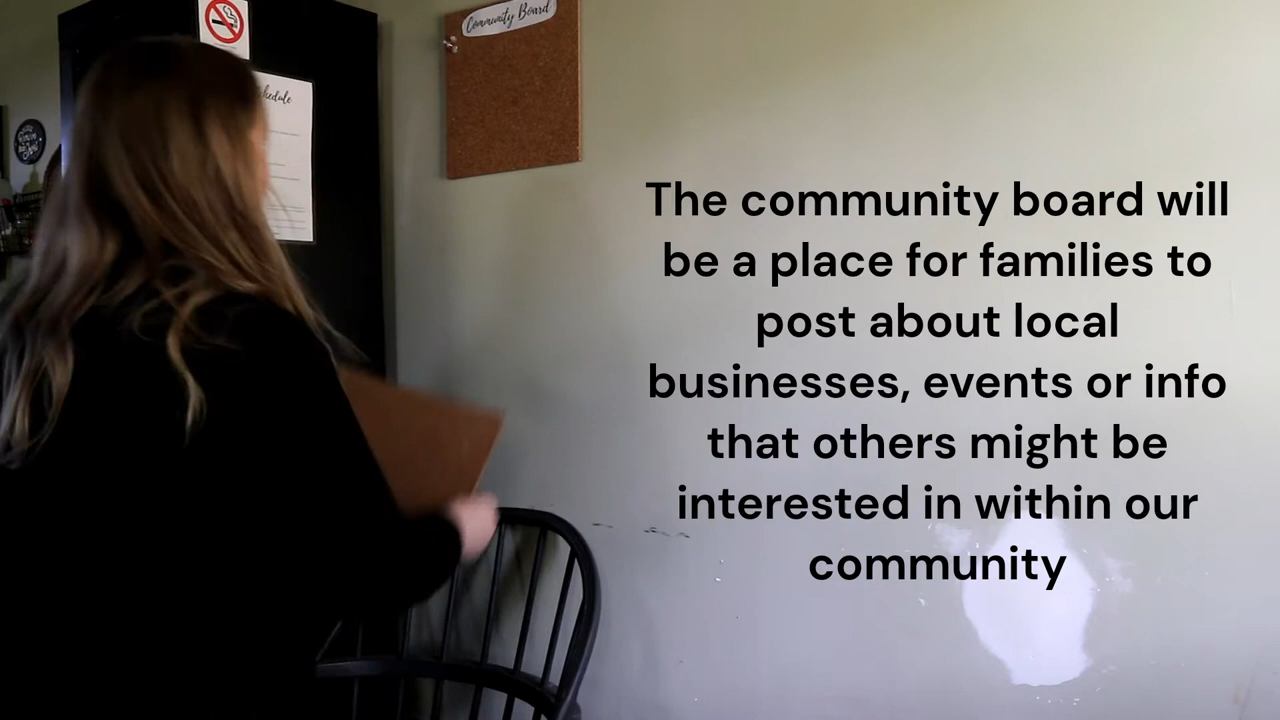 Community Board
The community board will
be a place for families to
post about local
businesses, events or info
that others might be
interested in within our
community